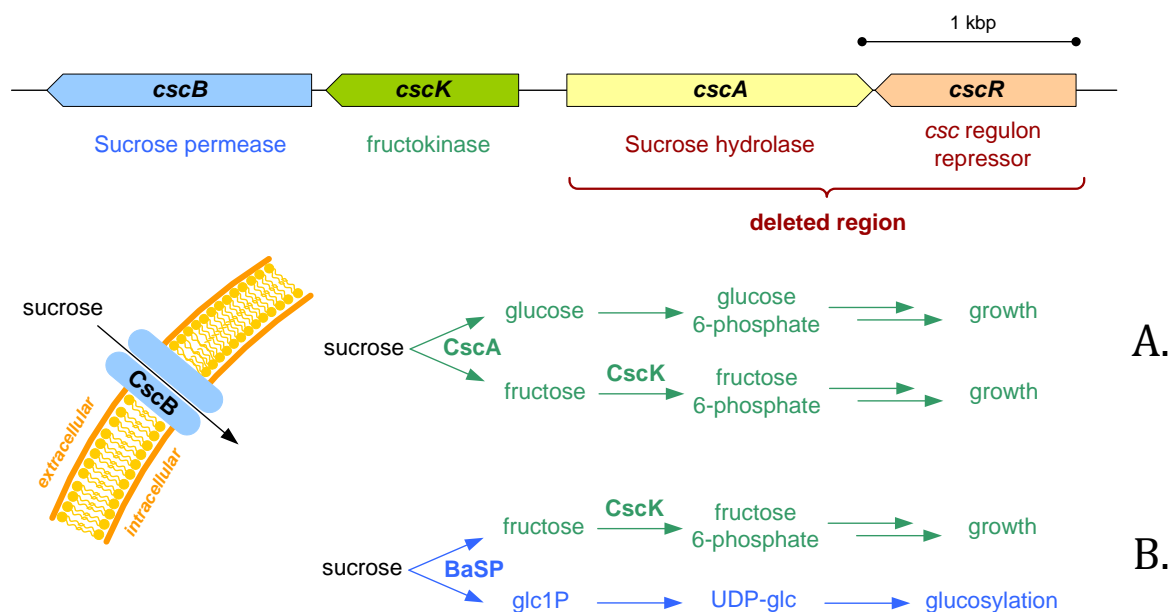 1 kbp
cscB
cscK
cscA
cscR
Sucrose permease
fructokinase
Sucrose hydrolase
csc regulon
repressor
deleted region
sucrose
CscB
extracellular
intracellular
sucrose
CscA
glucose
glucose
6-phosphate
growth
fructose
CscK
fructose
6-phosphate
growth
A.
sucrose
BaSP
fructose
CscK
fructose
6-phosphate
growth
glc1P
UDP-glc
glucosylation
B.